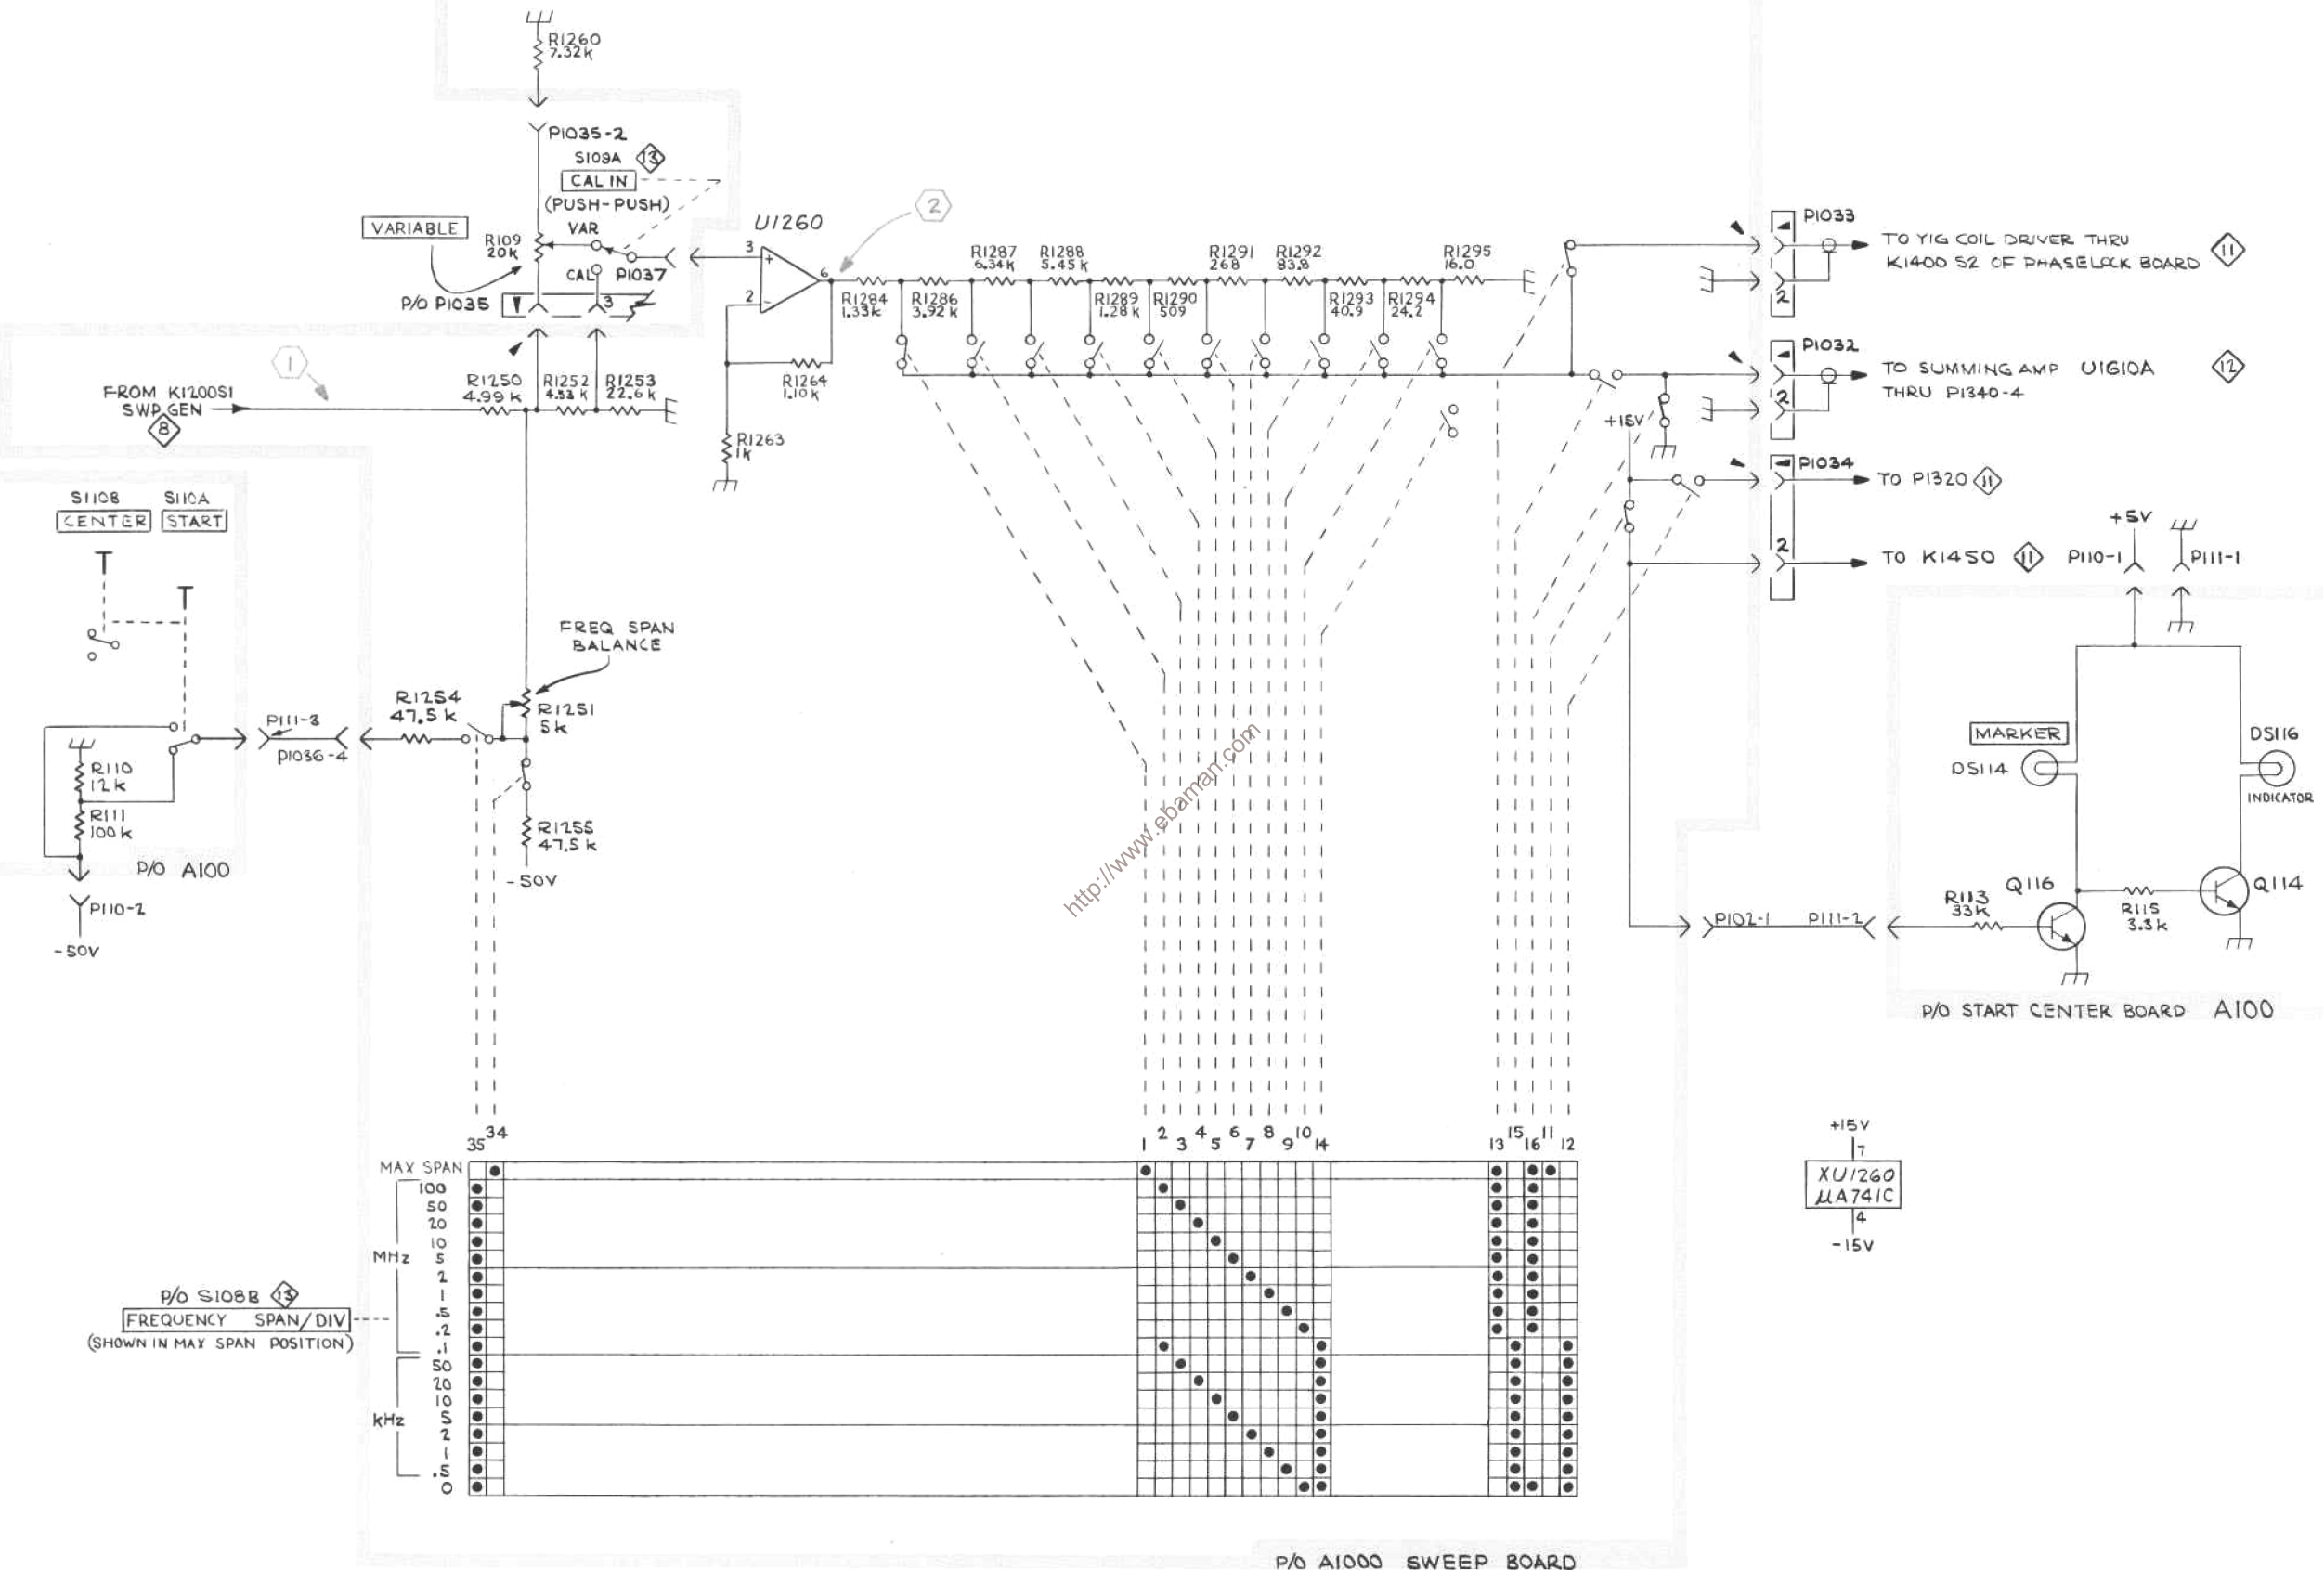 R1260
7.32K
P1035-2
S109A 13
CAL IN
(PUSH-PUSH)
VARIABLE
VAR
R109
20K
CAL P1037
P/O P1035
3
U1260
3
+
2
-
6
2
R1284
1.33K
R1286
3.92K
R1287
6.34K
R1288
5.45K
R1289
1.28K
R1290
509
R1291
268
R1292
83.8
R1293
40.9
R1294
24.2
R1295
16.0
R1264
1.10K
R1263
1K
1
FROM K1200S1
SWP GEN
8
R1250
4.99K
R1252
4.53K
R1253
22.6K
P1033
2
TO YIG COIL DRIVER THRU
K1400 S2 OF PHASELOCK BOARD
11
P1032
2
TO SUMMING AMP U1610A
THRU P1340-4
12
+15V
P1034
TO P1320 11
2
TO K1450 11
S110B
CENTER
S110A
START
FREQ SPAN
BALANCE
R1254
47.5K
R1251
5K
P111-3
P1036-4
R110
12K
R111
100K
P/O A100
P110-2
-50V
R1255
47.5K
-50V
+5V
P110-1
P111-1
MARKER
DS114
DS116
INDICATOR
Q116
Q114
R113
33K
R115
3.3K
P102-1
P111-2
P/O START CENTER BOARD A100
http://www.ebaman.com
35 34
1 2 3 4 5 6 7 8 9 10 14
13 15 16 11 12
MAX SPAN
100
50
20
10
MHz 5
2
1
.5
.2
.1
50
20
10
kHz 5
2
1
.5
0
P/O S108B 13
FREQUENCY SPAN/DIV
(SHOWN IN MAX SPAN POSITION)
+15V
7
XU1260
µA741C
4
-15V
P/O A1000 SWEEP BOARD